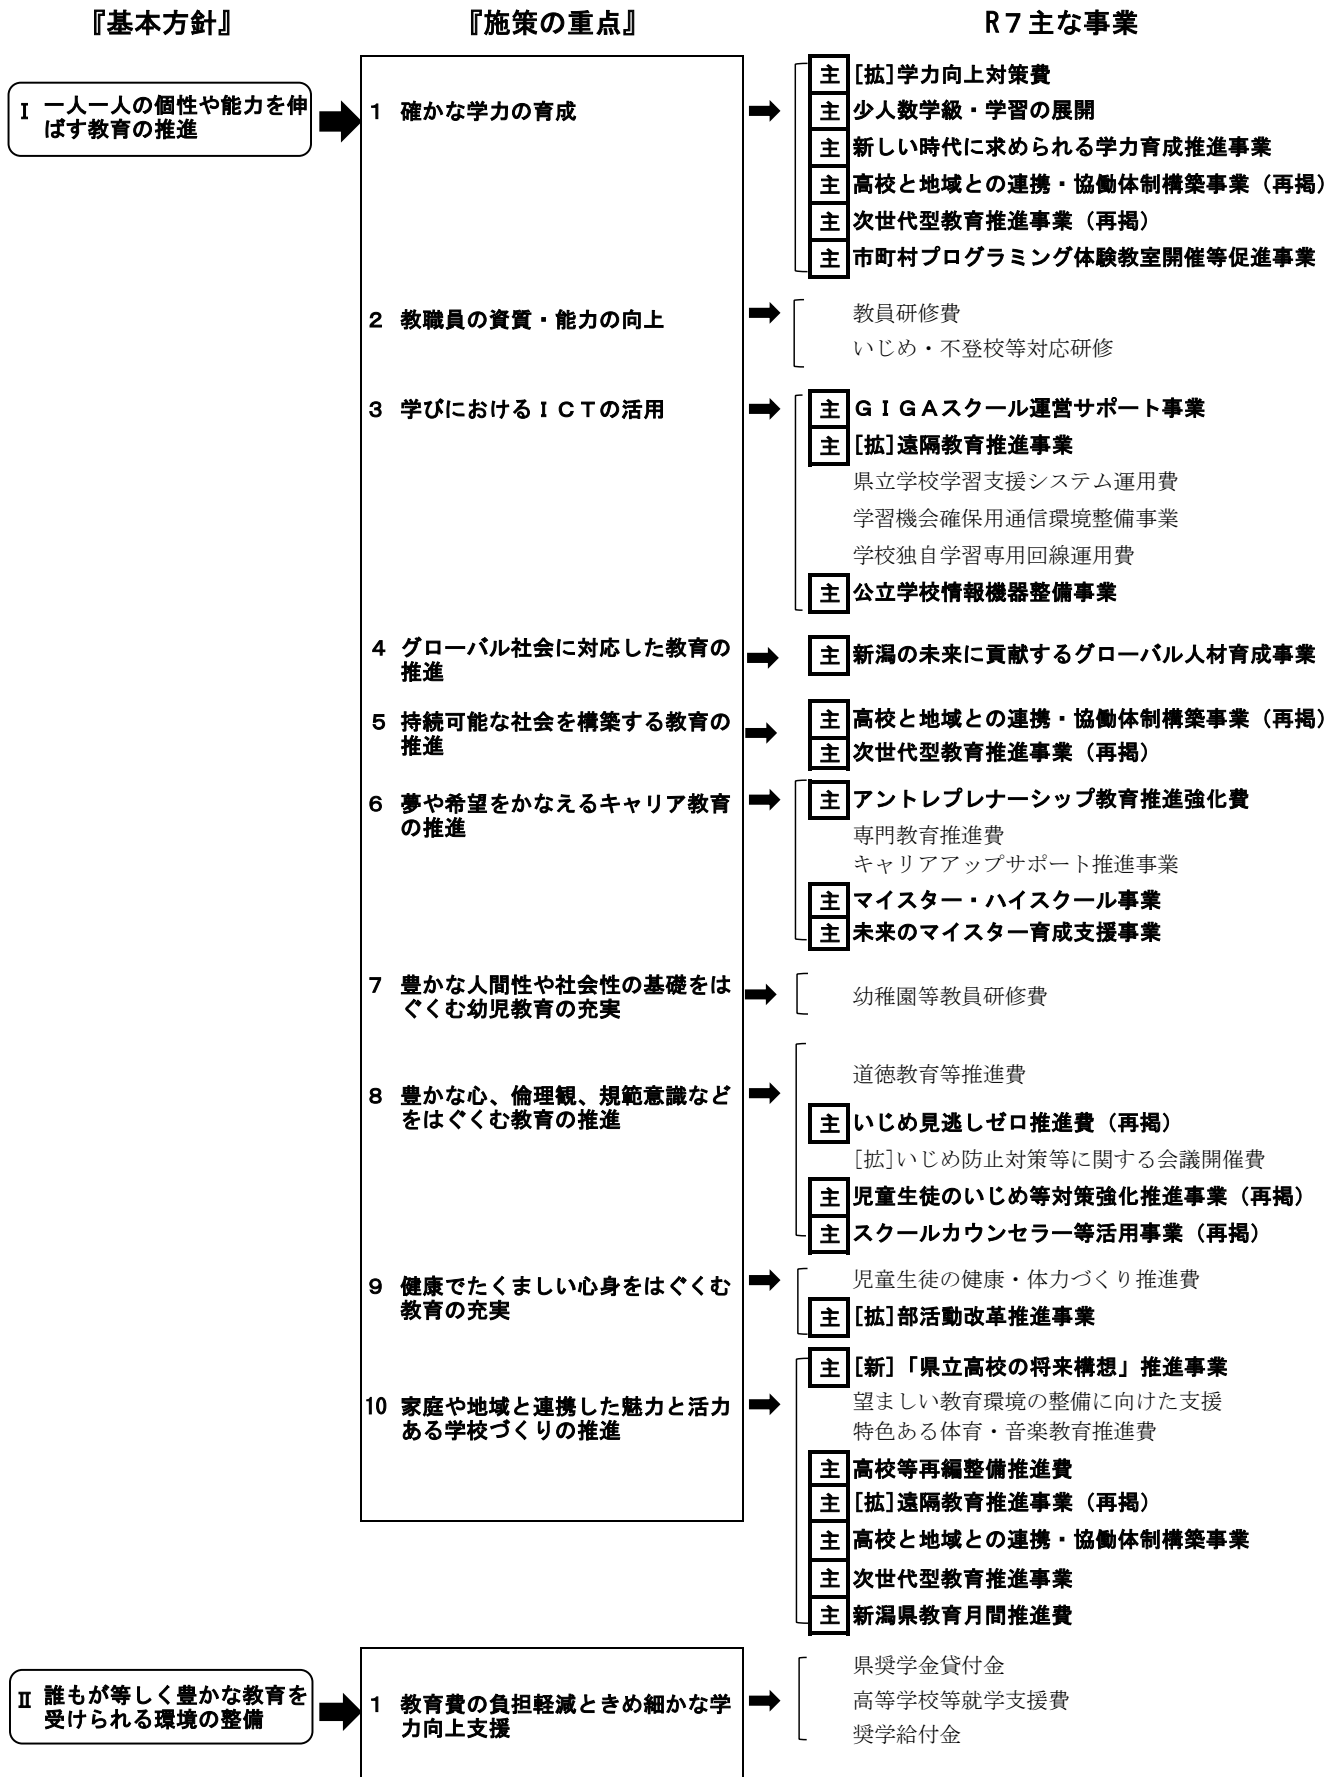 『基本方針』 『施策の重点』 R7主な事業
Ⅰ 一人一人の個性や能力を伸
ばす教育の推進
1 確かな学力の育成
主 [拡]学力向上対策費
主 少人数学級・学習の展開
主 新しい時代に求められる学力育成推進事業
主 高校と地域との連携・協働体制構築事業（再掲）
主 次世代型教育推進事業（再掲）
主 市町村プログラミング体験教室開催等促進事業
2 教職員の資質・能力の向上
教員研修費
いじめ・不登校等対応研修
3 学びにおけるＩＣＴの活用
主 ＧＩＧＡスクール運営サポート事業
主 [拡]遠隔教育推進事業
県立学校学習支援システム運用費
学習機会確保用通信環境整備事業
学校独自学習専用回線運用費
主 公立学校情報機器整備事業
4 グローバル社会に対応した教育の
推進
主 新潟の未来に貢献するグローバル人材育成事業
5 持続可能な社会を構築する教育の
推進
主 高校と地域との連携・協働体制構築事業（再掲）
主 次世代型教育推進事業（再掲）
6 夢や希望をかなえるキャリア教育
の推進
主 アントレプレナーシップ教育推進強化費
専門教育推進費
キャリアアップサポート推進事業
主 マイスター・ハイスクール事業
主 未来のマイスター育成支援事業
7 豊かな人間性や社会性の基礎をは
ぐくむ幼児教育の充実
幼稚園等教員研修費
8 豊かな心、倫理観、規範意識など
をはぐくむ教育の推進
道徳教育等推進費
主 いじめ見逃しゼロ推進費（再掲）
[拡]いじめ防止対策等に関する会議開催費
主 児童生徒のいじめ等対策強化推進事業（再掲）
主 スクールカウンセラー等活用事業（再掲）
9 健康でたくましい心身をはぐくむ
教育の充実
児童生徒の健康・体力づくり推進費
主 [拡]部活動改革推進事業
10 家庭や地域と連携した魅力と活力
ある学校づくりの推進
主 [新]「県立高校の将来構想」推進事業
望ましい教育環境の整備に向けた支援
特色ある体育・音楽教育推進費
主 高校等再編整備推進費
主 [拡]遠隔教育推進事業（再掲）
主 高校と地域との連携・協働体制構築事業
主 次世代型教育推進事業
主 新潟県教育月間推進費
Ⅱ 誰もが等しく豊かな教育を
受けられる環境の整備
1 教育費の負担軽減ときめ細かな学
力向上支援
県奨学金貸付金
高等学校等就学支援費
奨学給付金